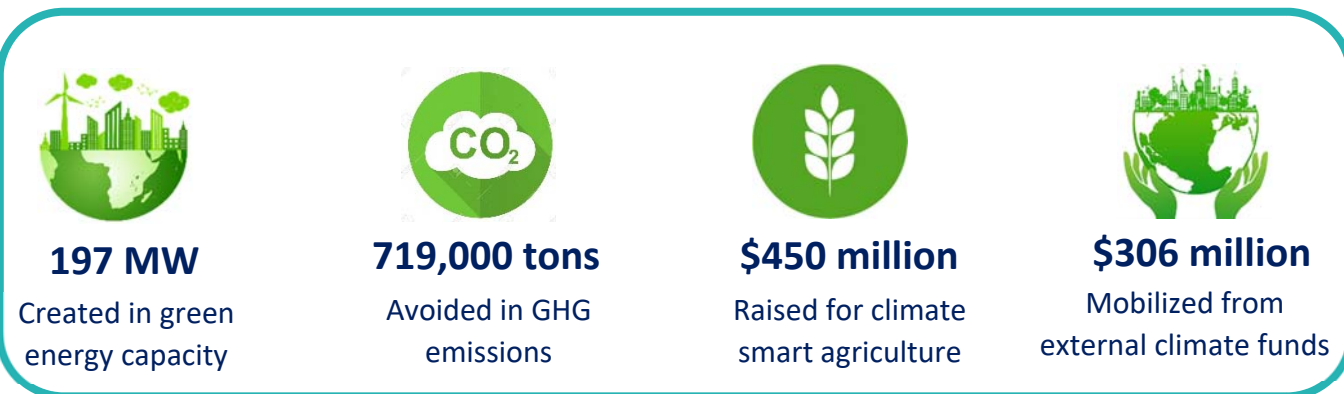 CO₂
197 MW
Created in green
energy capacity
719,000 tons
Avoided in GHG
emissions
$450 million
Raised for climate
smart agriculture
$306 million
Mobilized from
external climate funds